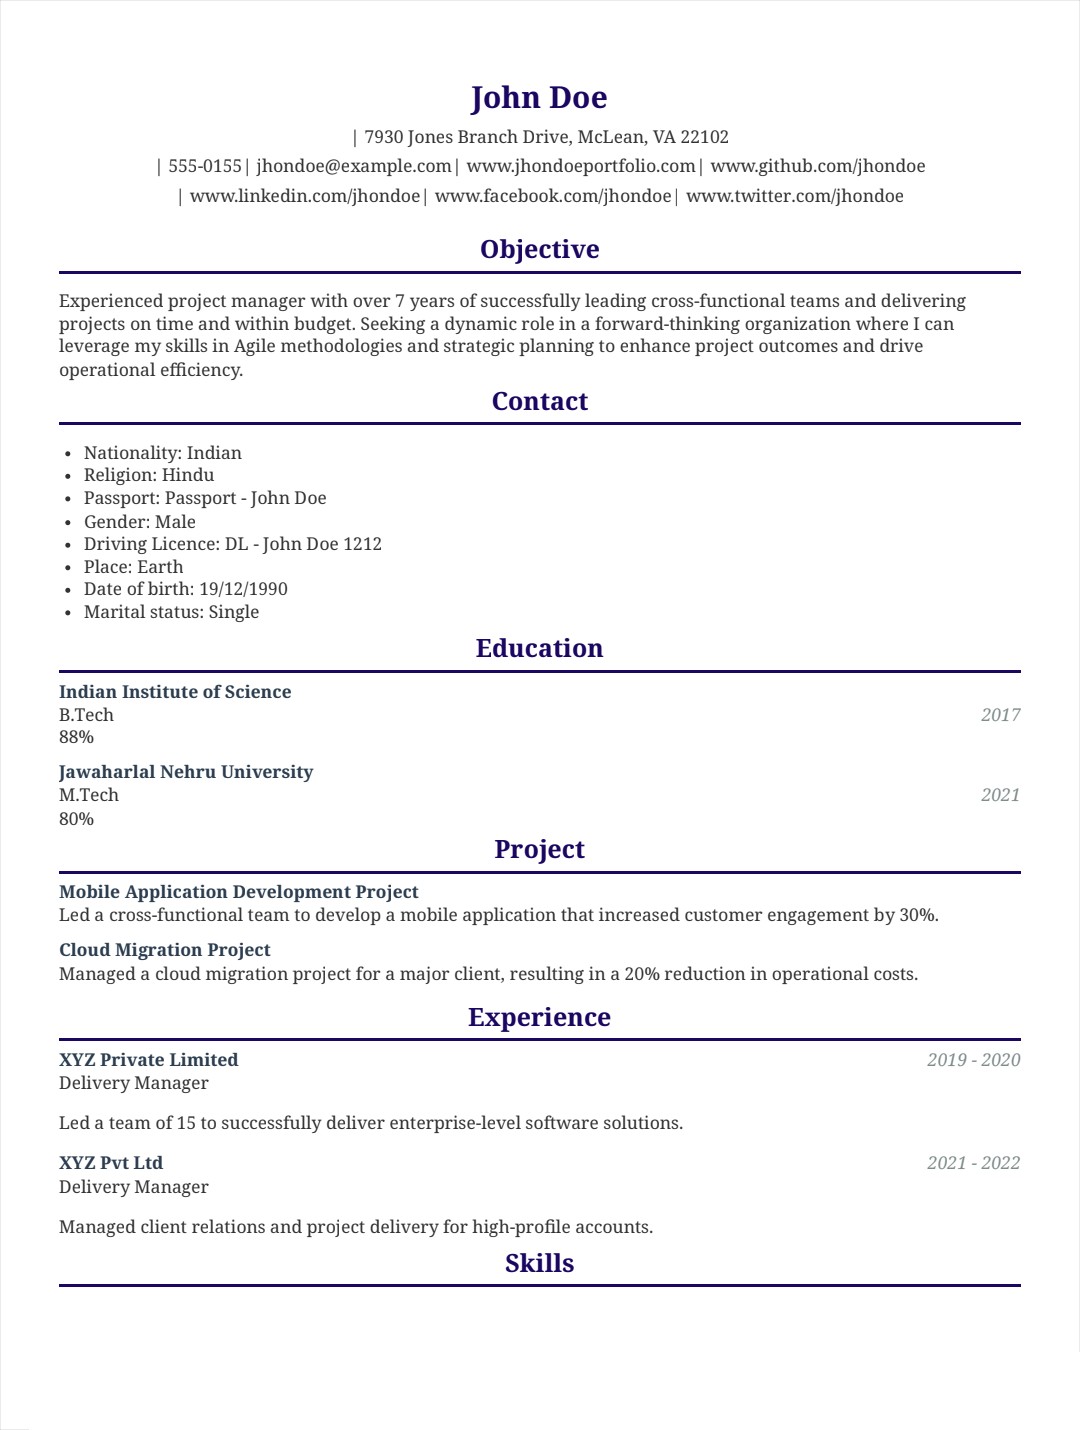 John Doe
| 7930 Jones Branch Drive, McLean, VA 22102
| 555-0155| jhondoe@example.com| www.jhondoeportfolio.com| www.github.com/jhondoe
| www.linkedin.com/jhondoe| www.facebook.com/jhondoe| www.twitter.com/jhondoe
Objective
Experienced project manager with over 7 years of successfully leading cross-functional teams and delivering
projects on time and within budget. Seeking a dynamic role in a forward-thinking organization where I can
leverage my skills in Agile methodologies and strategic planning to enhance project outcomes and drive
operational efficiency.
Contact
• Nationality: Indian
• Religion: Hindu
• Passport: Passport - John Doe
• Gender: Male
• Driving Licence: DL - John Doe 1212
• Place: Earth
• Date of birth: 19/12/1990
• Marital status: Single
Education
Indian Institute of Science
B.Tech 2017
88%
Jawaharlal Nehru University
M.Tech 2021
80%
Project
Mobile Application Development Project
Led a cross-functional team to develop a mobile application that increased customer engagement by 30%.
Cloud Migration Project
Managed a cloud migration project for a major client, resulting in a 20% reduction in operational costs.
Experience
XYZ Private Limited 2019 - 2020
Delivery Manager
Led a team of 15 to successfully deliver enterprise-level software solutions.
XYZ Pvt Ltd 2021 - 2022
Delivery Manager
Managed client relations and project delivery for high-profile accounts.
Skills